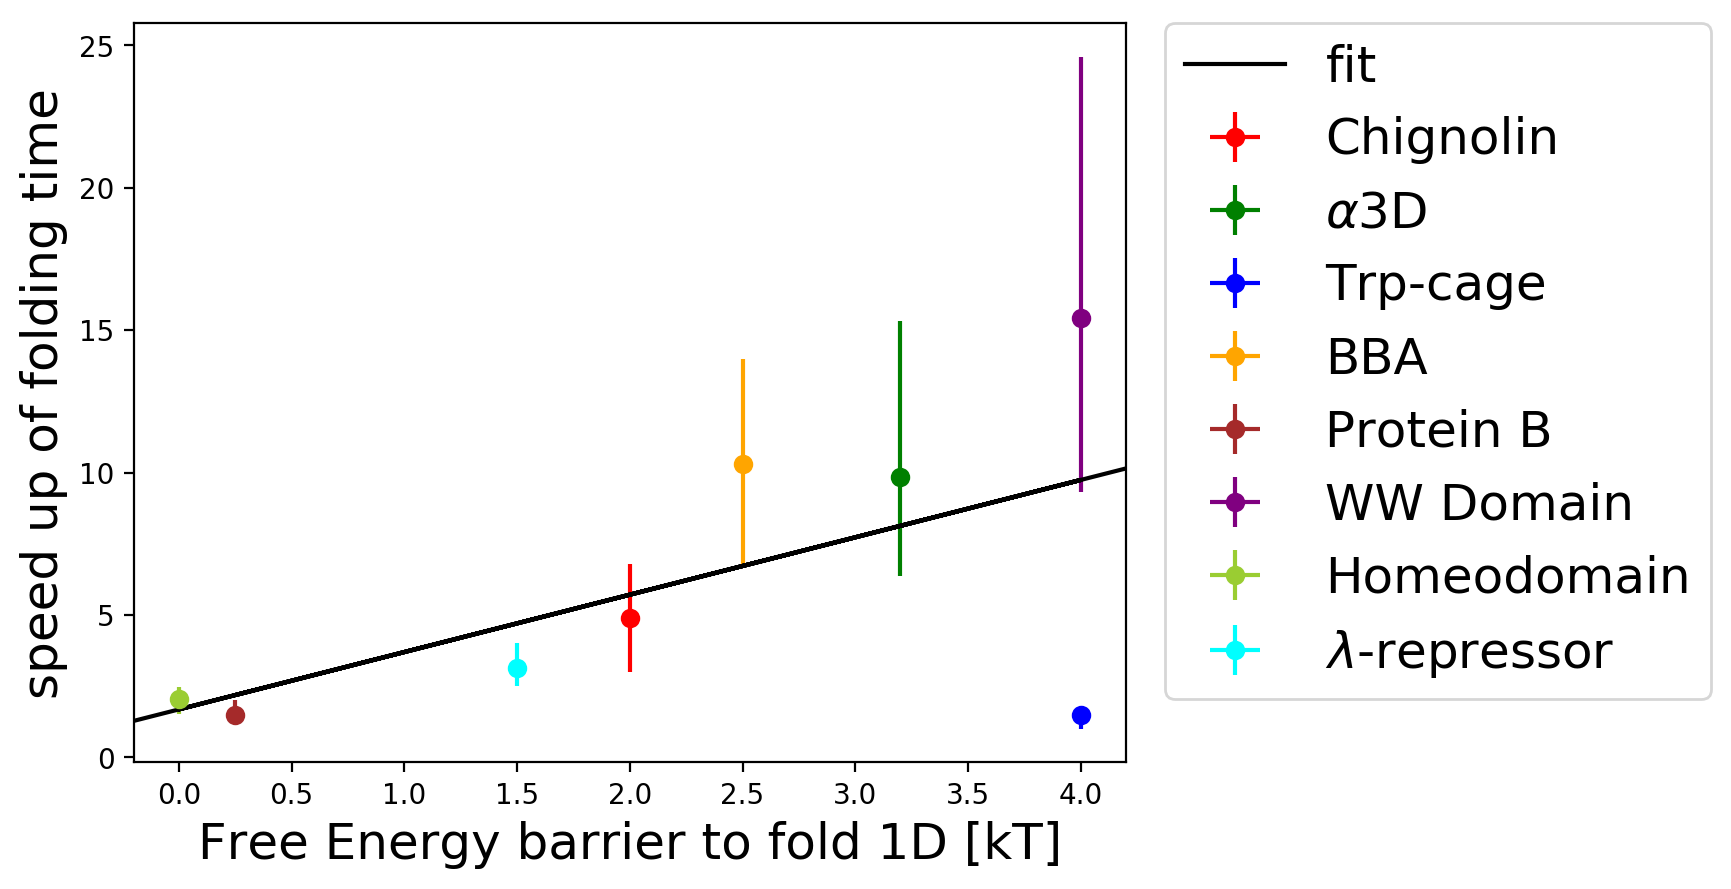 25
20
15
10
5
0
speed up of folding time
0.0 0.5 1.0 1.5 2.0 2.5 3.0 3.5 4.0
Free Energy barrier to fold 1D [kT]
fit
Chignolin
α3D
Trp-cage
BBA
Protein B
WW Domain
Homeodomain
λ-repressor